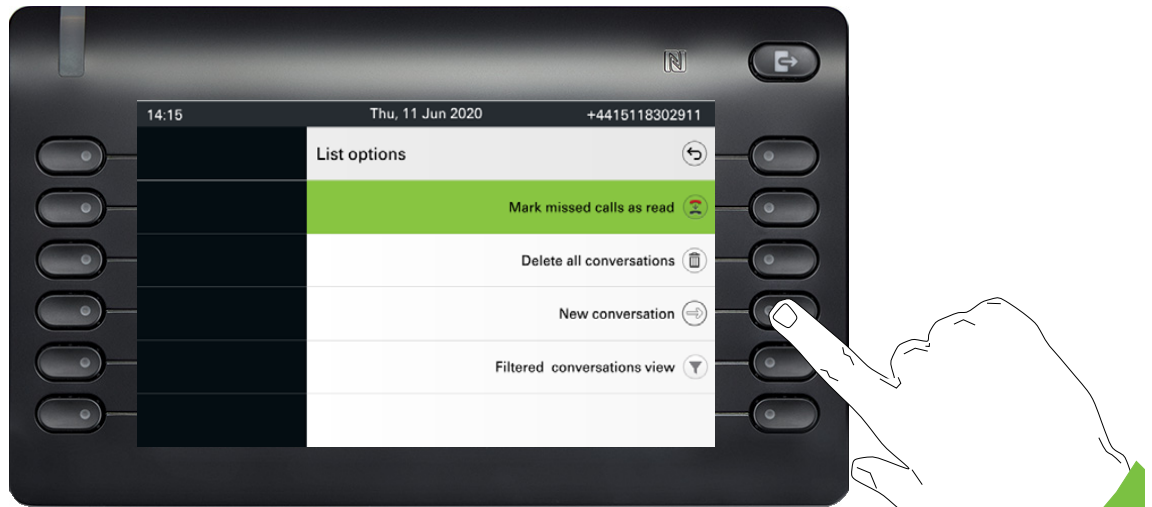 14:15 Thu, 11 Jun 2020 +4415118302911
List options
Mark missed calls as read
Delete all conversations
New conversation
Filtered conversations view